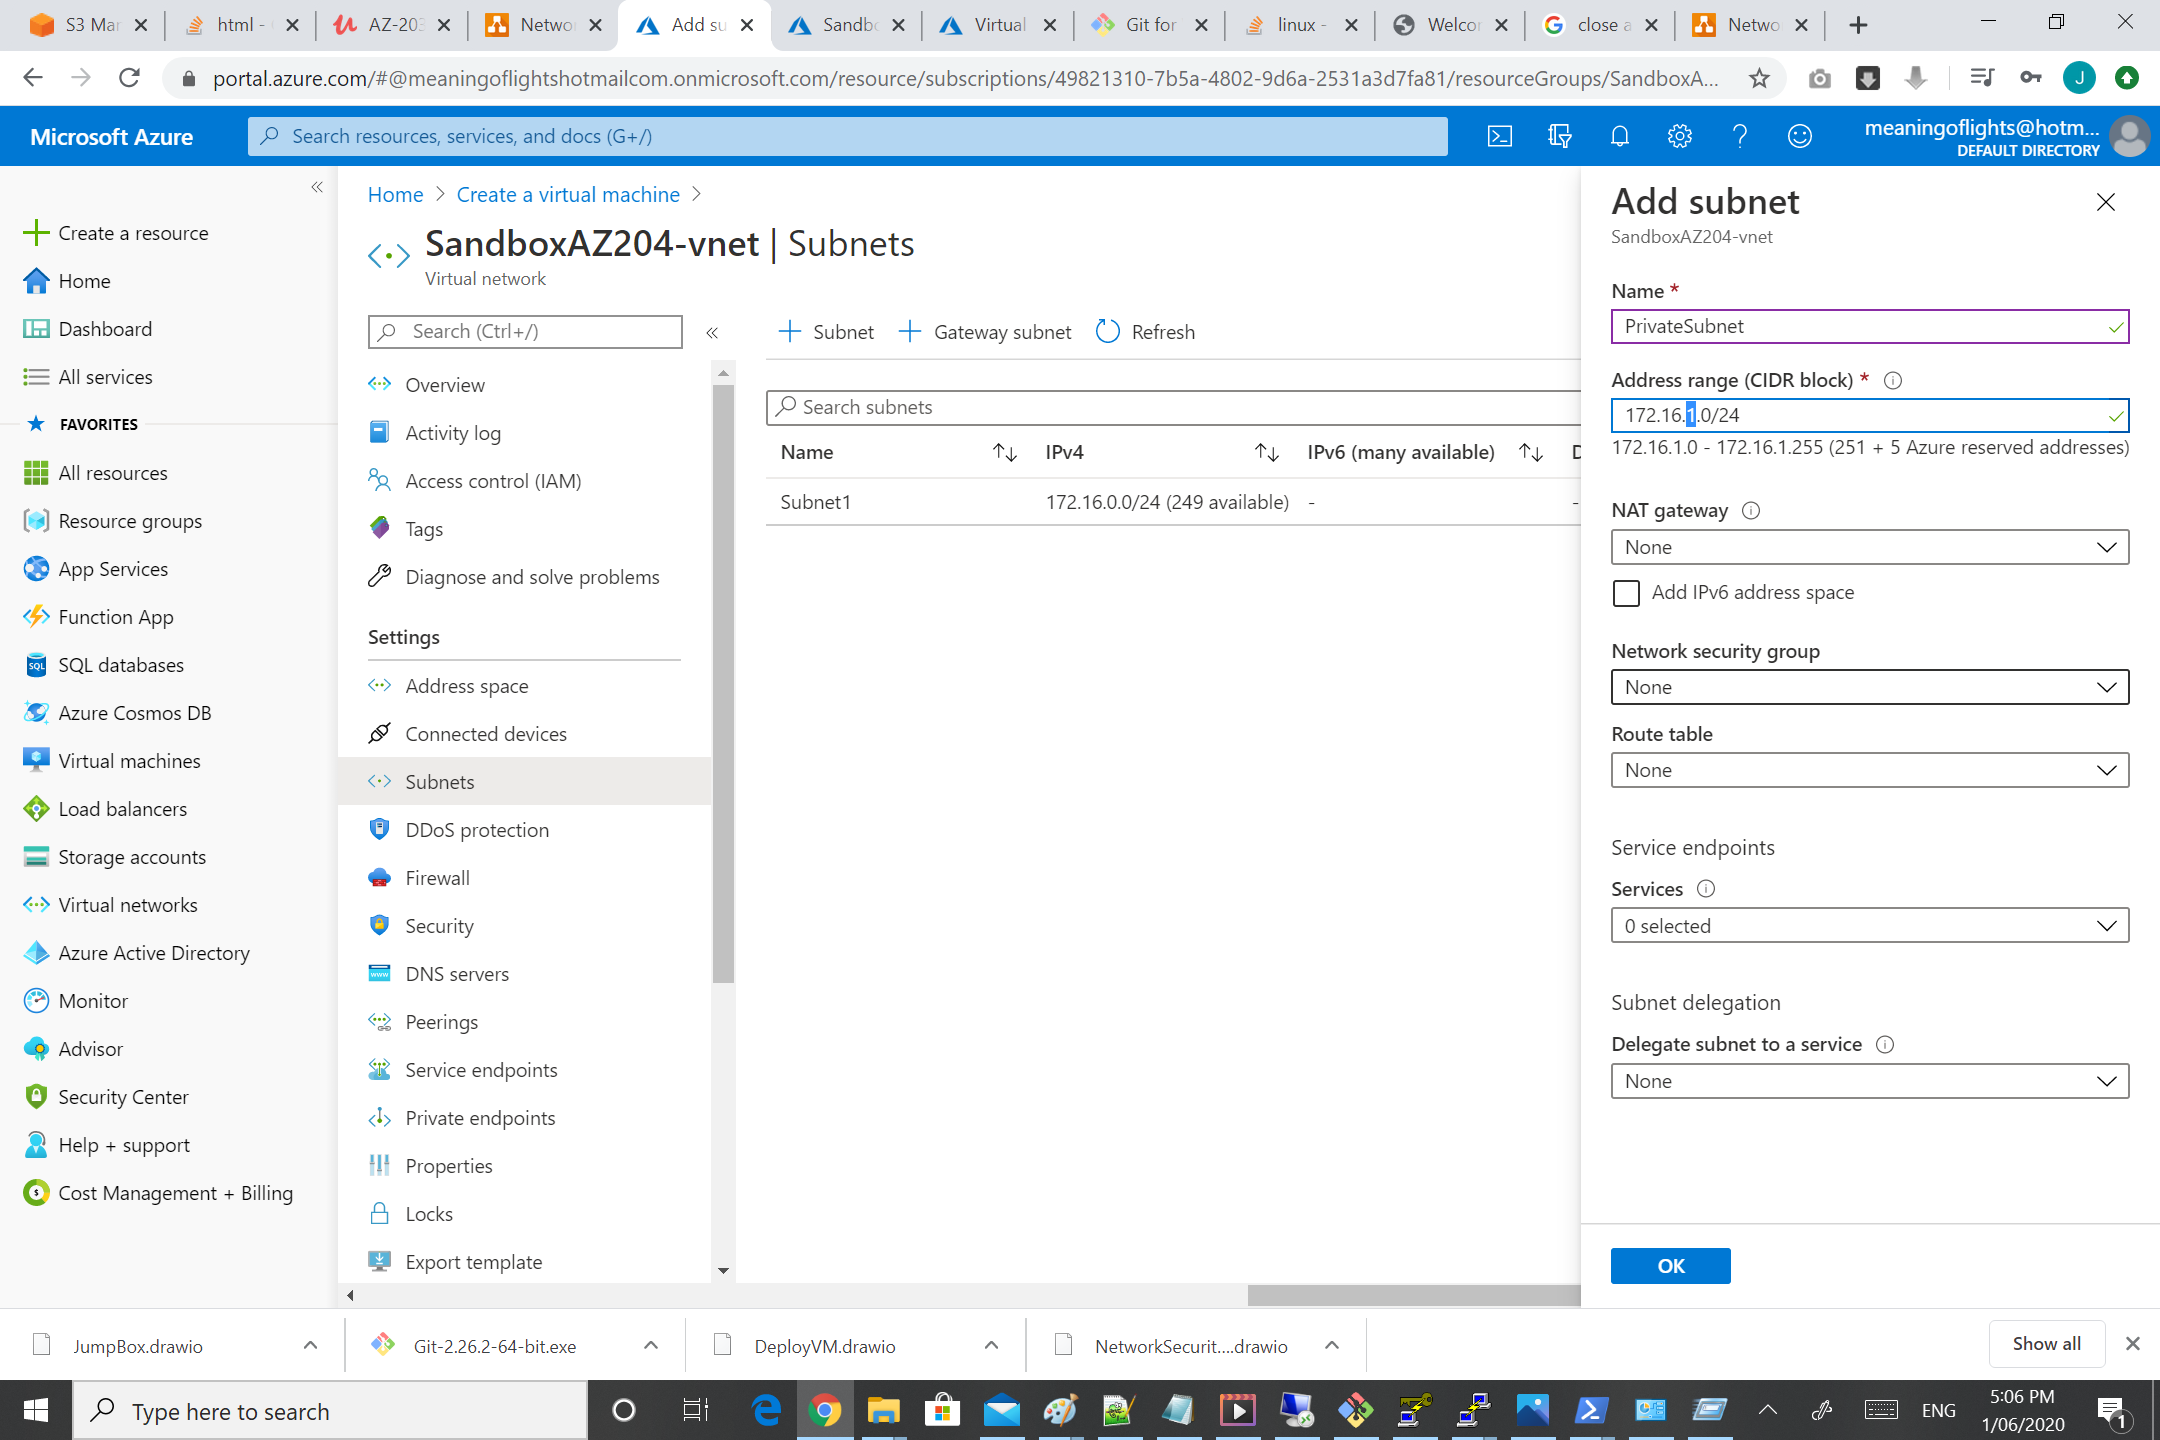 S3 Mar
html -
AZ-203
Netwo
Add su
Sandb
Virtual
Git for
linux -
Welcor
close a
Netwo
portal.azure.com/#@meaningoflightshotmailcom.onmicrosoft.com/resource/subscriptions/49821310-7b5a-4802-9d6a-2531a3d7fa81/resourceGroups/SandboxA...
J
Microsoft Azure
Search resources, services, and docs (G+/)
meaningoflights@hotm...
DEFAULT DIRECTORY
Create a resource
Home
Dashboard
All services
FAVORITES
All resources
Resource groups
App Services
Function App
SQL databases
Azure Cosmos DB
Virtual machines
Load balancers
Storage accounts
Virtual networks
Azure Active Directory
Monitor
Advisor
Security Center
Help + support
Cost Management + Billing
Home > Create a virtual machine >
SandboxAZ204-vnet | Subnets
Virtual network
Search (Ctrl+/)
Overview
Activity log
Access control (IAM)
Tags
Diagnose and solve problems
Settings
Address space
Connected devices
Subnets
DDoS protection
Firewall
Security
DNS servers
Peerings
Service endpoints
Private endpoints
Properties
Locks
Export template
+ Subnet + Gateway subnet Refresh
Search subnets
Name IPv4 IPv6 (many available) D
Subnet1 172.16.0.0/24 (249 available) - -
Add subnet
SandboxAZ204-vnet
Name *
PrivateSubnet
Address range (CIDR block) *
172.16.1.0/24
172.16.1.0 - 172.16.1.255 (251 + 5 Azure reserved addresses)
NAT gateway
None
Add IPv6 address space
Network security group
None
Route table
None
Service endpoints
Services
0 selected
Subnet delegation
Delegate subnet to a service
None
OK
JumpBox.drawio
Git-2.26.2-64-bit.exe
DeployVM.drawio
NetworkSecurit....drawio
Show all
Type here to search
ENG
5:06 PM
1/06/2020
1